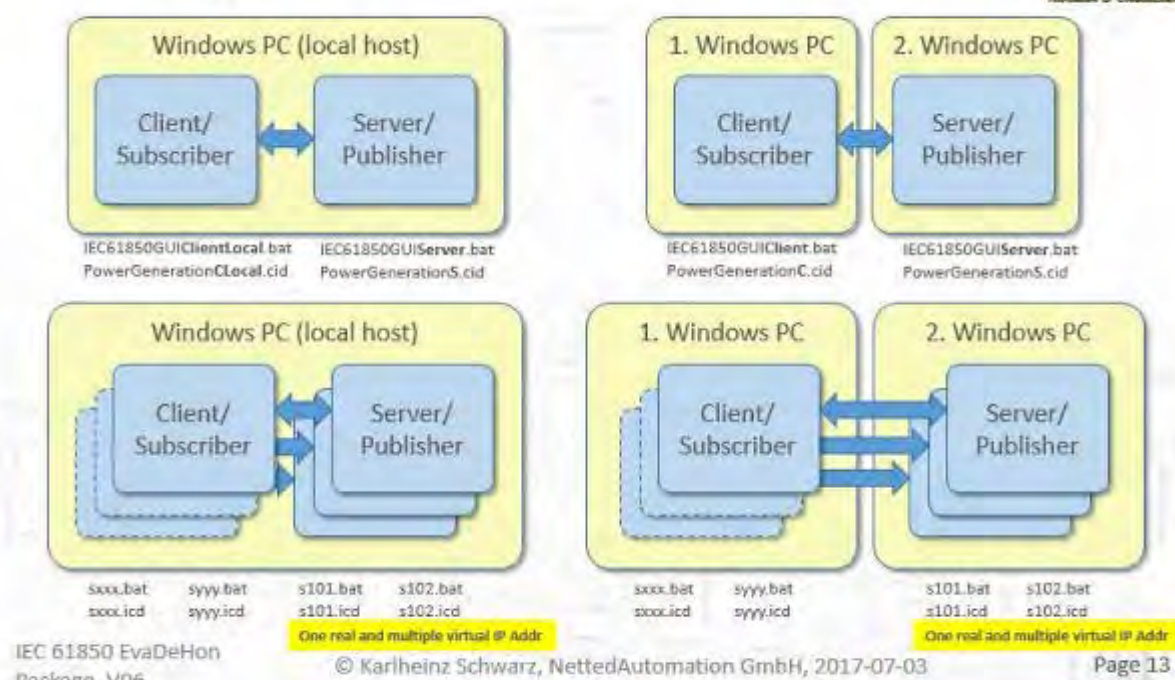 Windows PC (local host)
Client/
Subscriber
Server/
Publisher
IEC61850GUIClientLocal.bat
PowerGenerationCLocal.cid
IEC61850GUIServer.bat
PowerGenerationS.cid
1. Windows PC
Client/
Subscriber
2. Windows PC
Server/
Publisher
IEC61850GUIClient.bat
PowerGenerationC.cid
IEC61850GUIServer.bat
PowerGenerationS.cid
Windows PC (local host)
Client/
Subscriber
Server/
Publisher
sxxx.bat
syyy.bat
s101.bat
s102.bat
sxxx.icd
syyy.icd
s101.icd
s102.icd
One real and multiple virtual IP Addr
1. Windows PC
Client/
Subscriber
2. Windows PC
Server/
Publisher
sxxx.bat
syyy.bat
s101.bat
s102.bat
sxxx.icd
syyy.icd
s101.icd
s102.icd
One real and multiple virtual IP Addr
IEC 61850 EvaDeHon
Package, V06
© Karlheinz Schwarz, NettedAutomation GmbH, 2017-07-03
Page 13